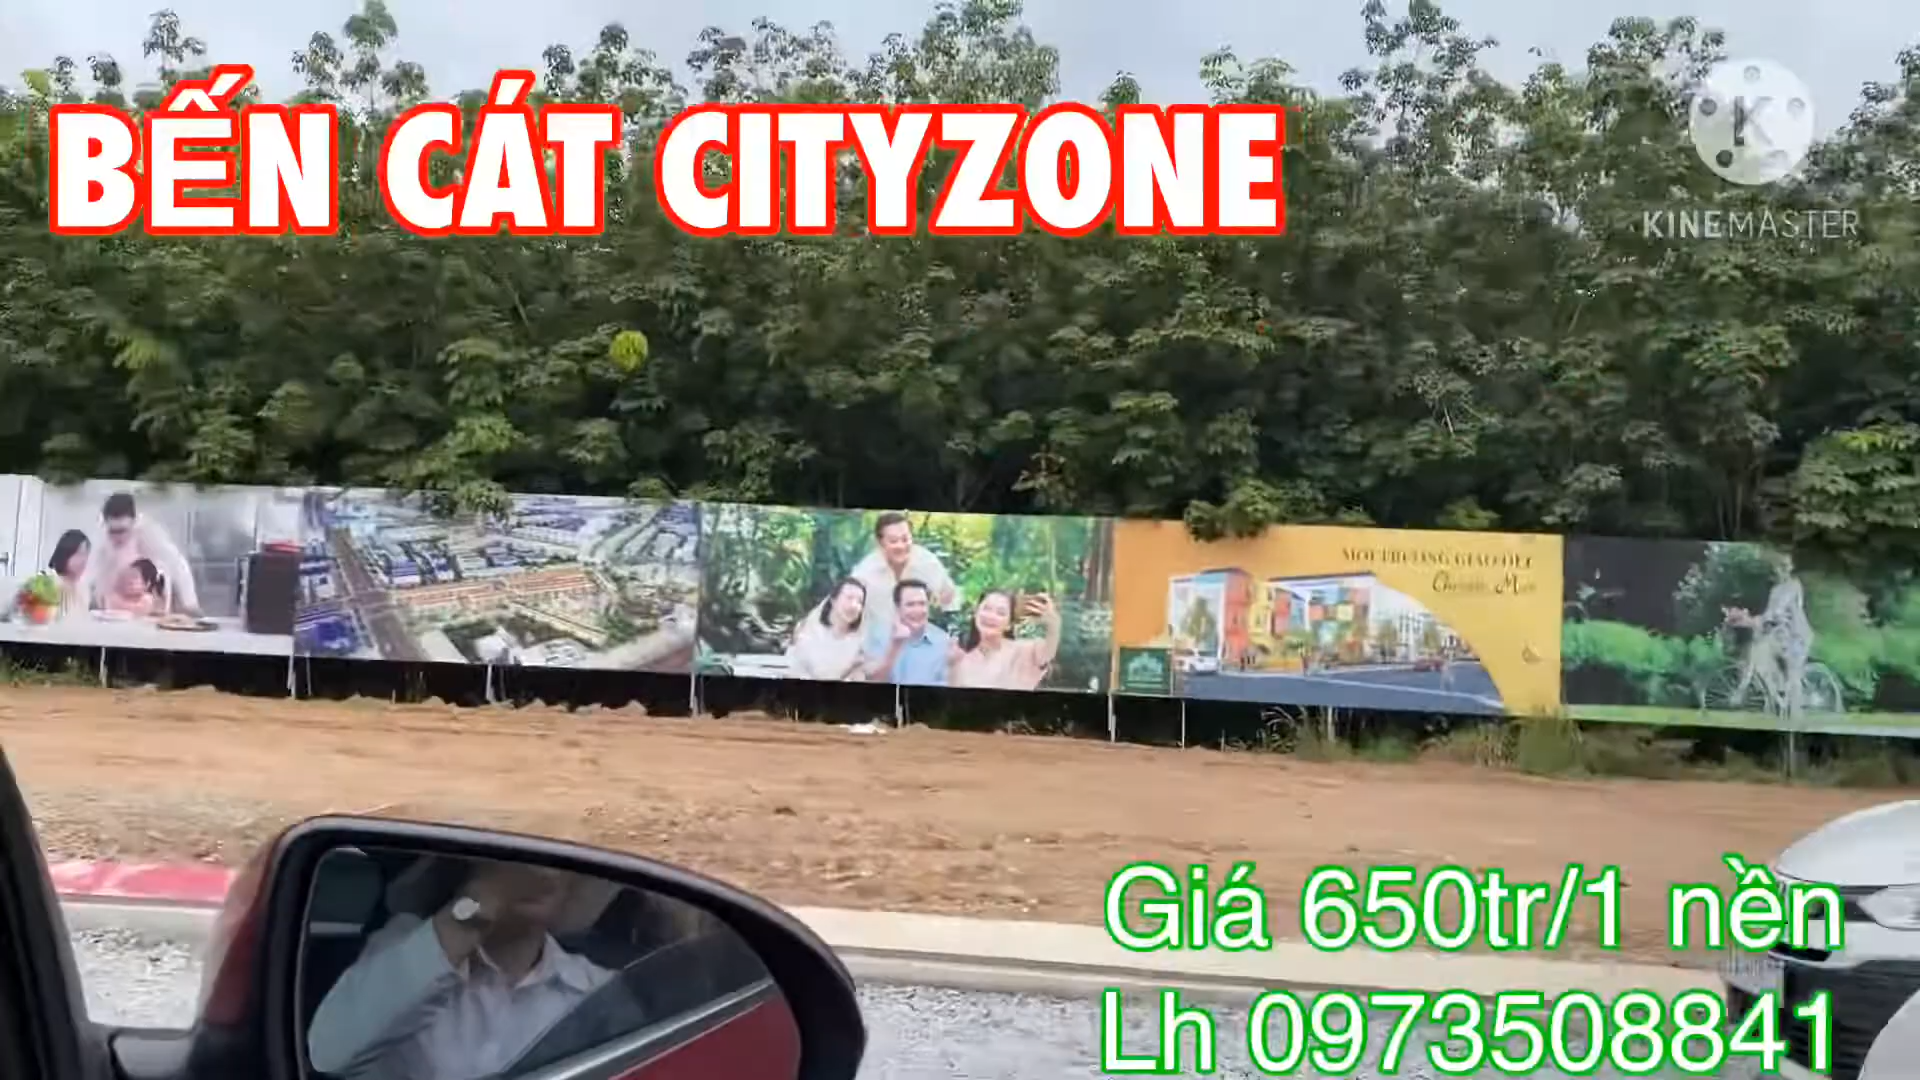 BẾN CÁT CITYZONE
KINEMASTER
Giá 650tr/1 nền
Lh 0973508841